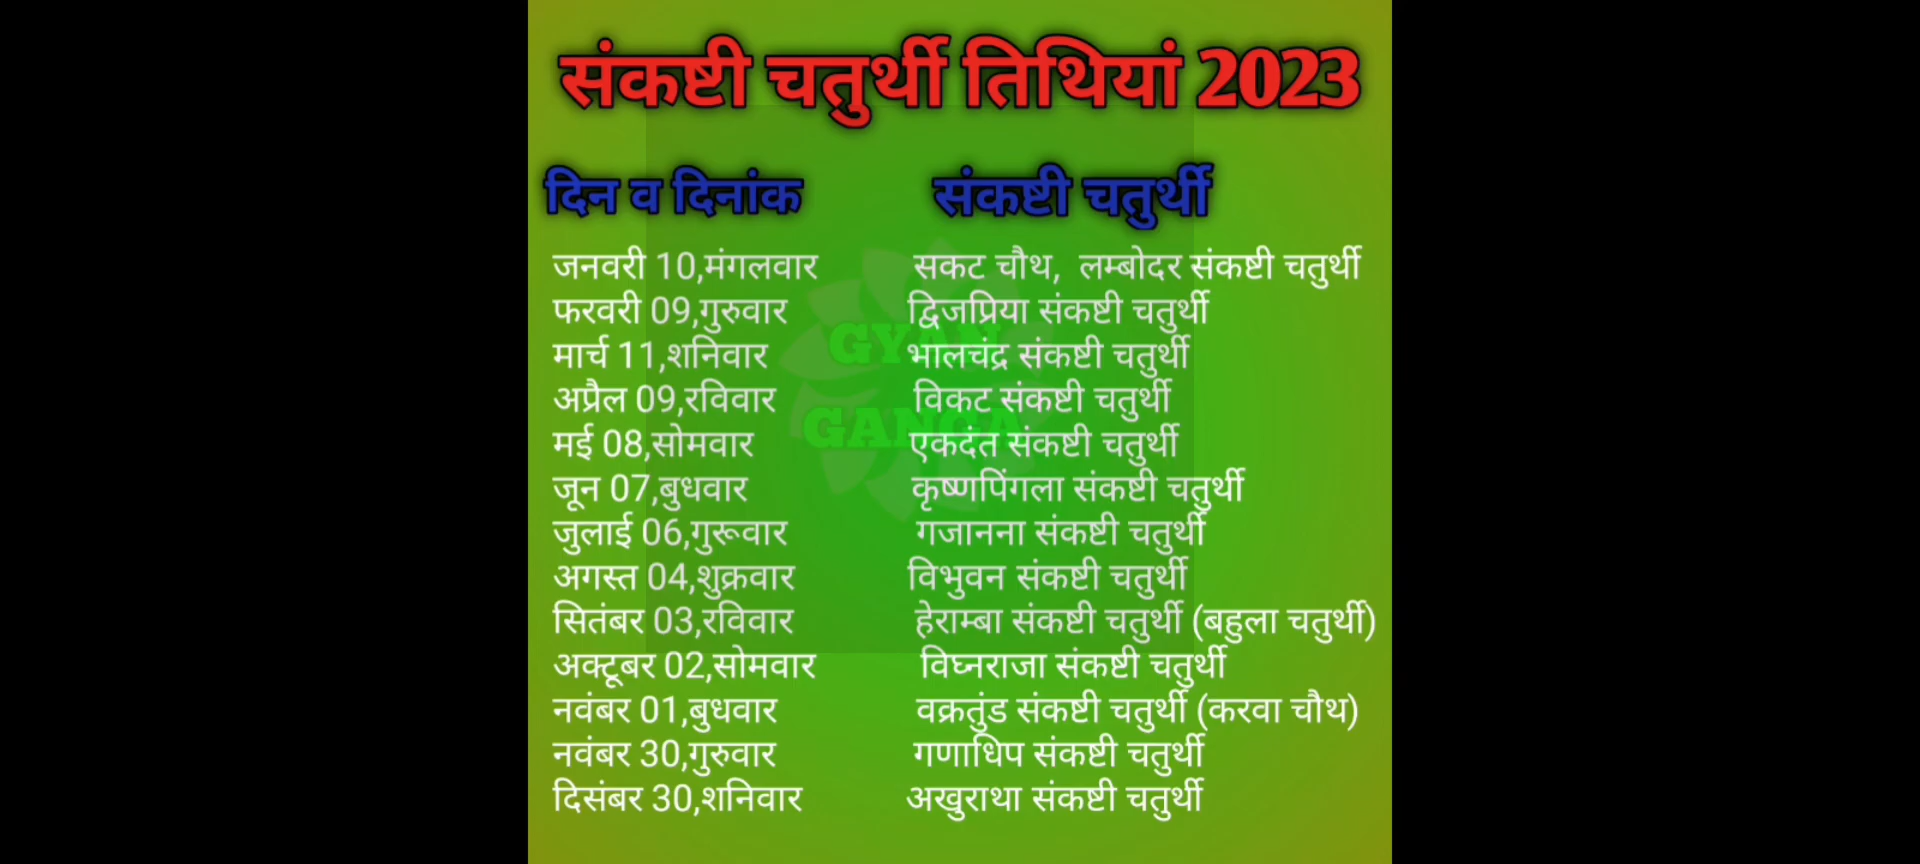 संकष्टी चतुर्थी तिथियां 2023
दिन व दिनांक संकष्टी चतुर्थी
जनवरी 10,मंगलवार सकट चौथ, लम्बोदर संकष्टी चतुर्थी
फरवरी 09,गुरुवार द्विजप्रिया संकष्टी चतुर्थी
GYAN
मार्च 11,शनिवार भालचंद्र संकष्टी चतुर्थी
अप्रैल 09,रविवार विकट संकष्टी चतुर्थी
GANGA
मई 08,सोमवार एकदंत संकष्टी चतुर्थी
जून 07,बुधवार कृष्णपिंगला संकष्टी चतुर्थी
जुलाई 06,गुरूवार गजानना संकष्टी चतुर्थी
अगस्त 04,शुक्रवार विभुवन संकष्टी चतुर्थी
सितंबर 03,रविवार हेराम्बा संकष्टी चतुर्थी (बहुला चतुर्थी)
अक्टूबर 02,सोमवार विघ्नराजा संकष्टी चतुर्थी
नवंबर 01,बुधवार वक्रतुंड संकष्टी चतुर्थी (करवा चौथ)
नवंबर 30,गुरुवार गणाधिप संकष्टी चतुर्थी
दिसंबर 30,शनिवार अखुराथा संकष्टी चतुर्थी